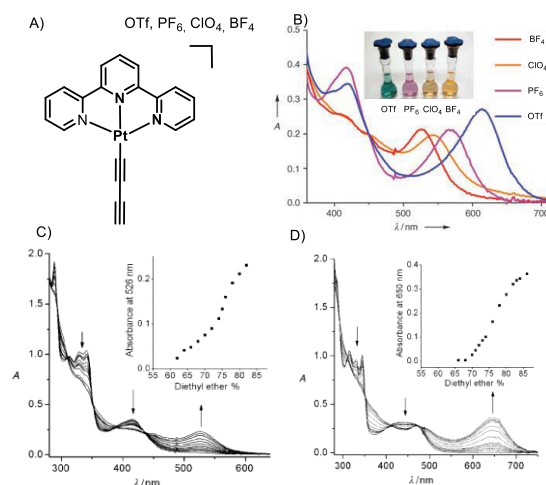 A)
OTf, PF6, ClO4, BF4
N
N
N
Pt
B)
BF4
ClO4
PF6
OTf
OTf PF6 ClO4 BF4
0.5
0.4
0.3
A
0.2
0.1
0.0
400
500
600
700
λ / nm
C)
2.0
1.5
1.0
A
0.5
0.0
300
400
500
600
λ / nm
Absorbance at 526 nm
0.2
0.1
0.0
55 60 65 70 75 80 85
Diethyl ether %
D)
2.0
1.5
1.0
A
0.5
0.0
300 350 400 450 500 550 600 650 700 750
λ / nm
Absorbance at 650 nm
0.4
0.3
0.2
0.1
0.0
55 60 65 70 75 80 85
Diethyl ether %